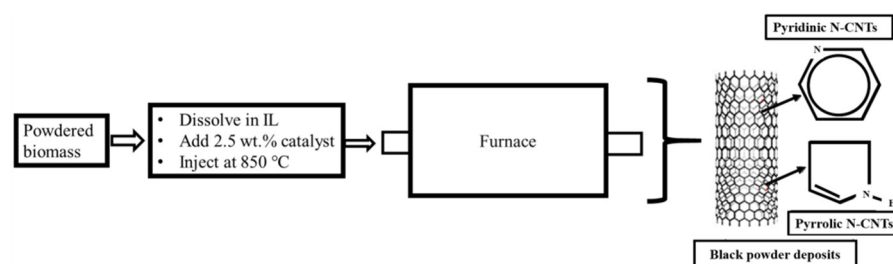 Powdered
biomass
• Dissolve in IL
• Add 2.5 wt.% catalyst
• Inject at 850 °C
Furnace
Pyridinic N-CNTs
N
N
Pyrrolic N-CNTs
Black powder deposits